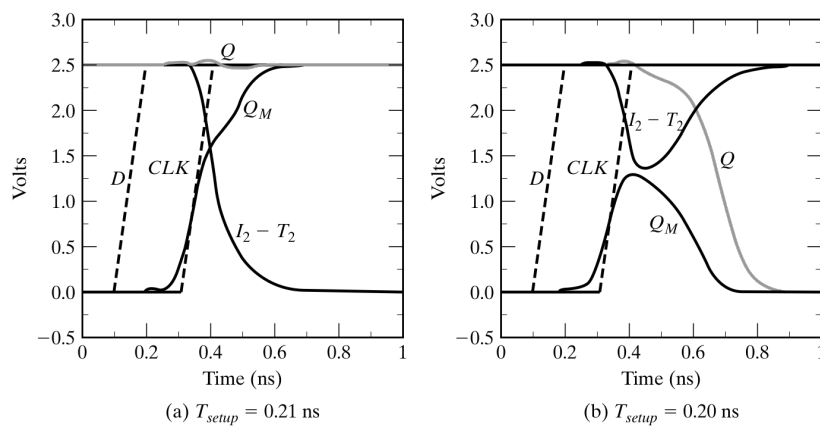 3.0
2.5
2.0
1.5
1.0
0.5
0.0
−0.5
Volts
Q
Q_M
D
CLK
I_2 − T_2
0 0.2 0.4 0.6 0.8 1
Time (ns)
(a) T_setup = 0.21 ns
3.0
2.5
2.0
1.5
1.0
0.5
0.0
−0.5
Volts
I_2 − T_2
D
CLK
Q
Q_M
0 0.2 0.4 0.6 0.8 1
Time (ns)
(b) T_setup = 0.20 ns